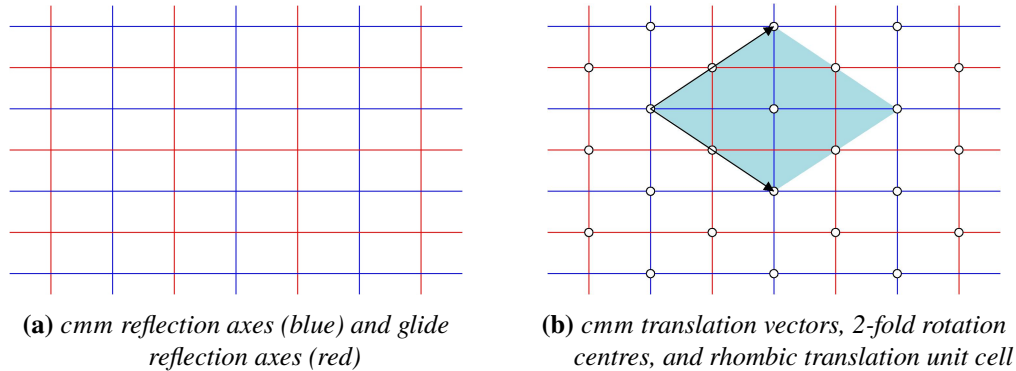 (a) cmm reflection axes (blue) and glide
reflection axes (red)
(b) cmm translation vectors, 2-fold rotation
centres, and rhombic translation unit cell